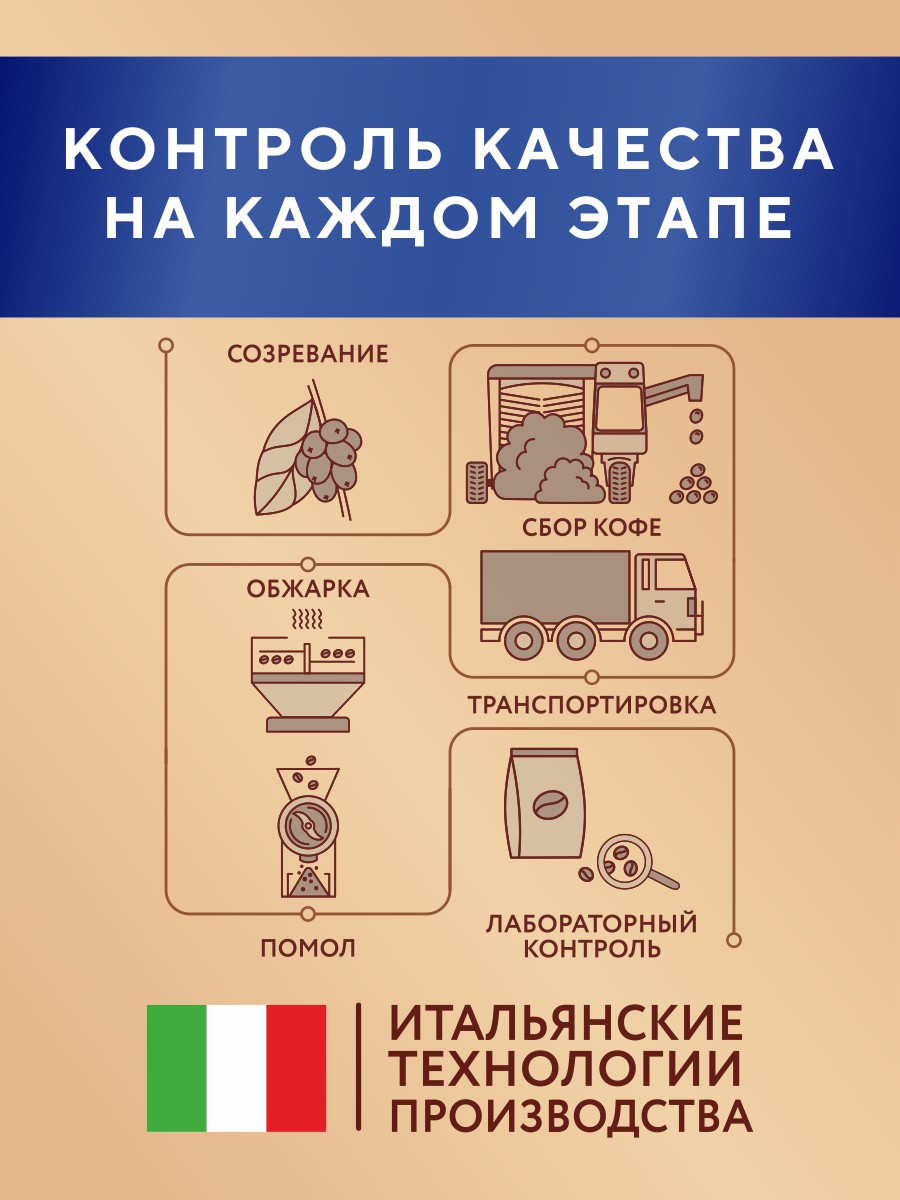 КОНТРОЛЬ КАЧЕСТВА
НА КАЖДОМ ЭТАПЕ
СОЗРЕВАНИЕ
СБОР КОФЕ
ТРАНСПОРТИРОВКА
ОБЖАРКА
ПОМОЛ
ЛАБОРАТОРНЫЙ
КОНТРОЛЬ
ИТАЛЬЯНСКИЕ
ТЕХНОЛОГИИ
ПРОИЗВОДСТВА